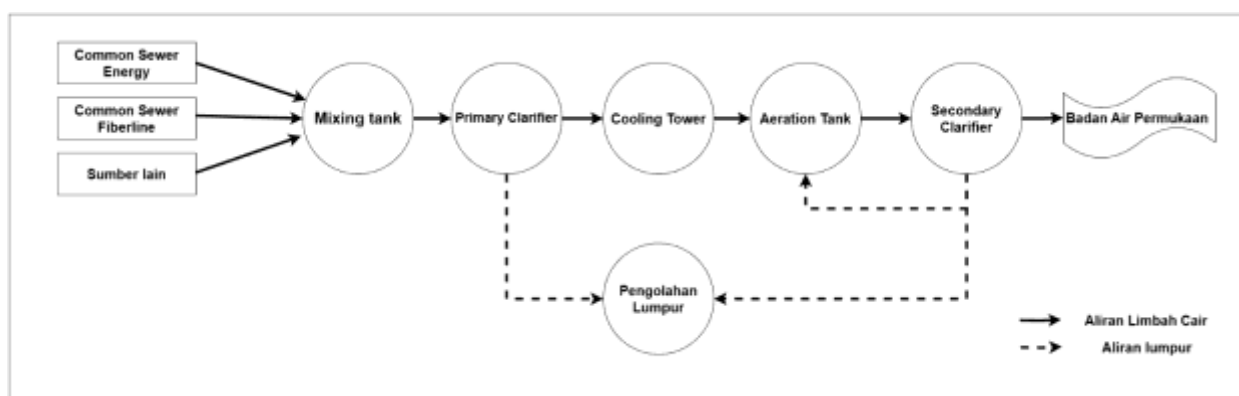 Common Sewer
Energy
Common Sewer
Fiberline
Sumber lain
Mixing tank
Primary Clarifier
Cooling Tower
Aeration Tank
Secondary
Clarifier
Badan Air Permukaan
Pengolahan
Lumpur
Aliran Limbah Cair
Aliran lumpur